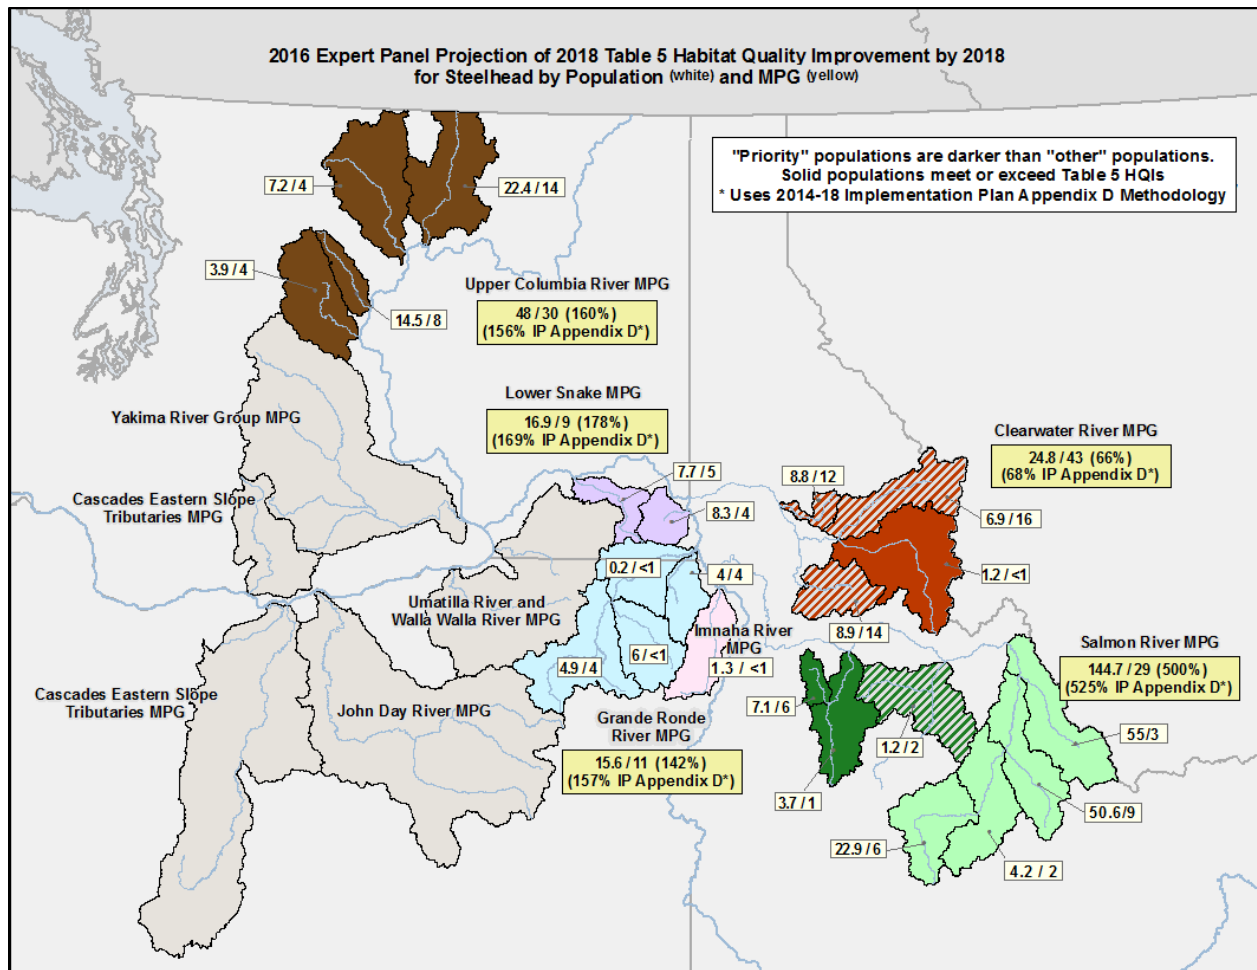 2016 Expert Panel Projection of 2018 Table 5 Habitat Quality Improvement by 2018
for Steelhead by Population (white) and MPG (yellow)
"Priority" populations are darker than "other" populations.
Solid populations meet or exceed Table 5 HQIs
* Uses 2014-18 Implementation Plan Appendix D Methodology
7.2 / 4
22.4 / 14
3.9 / 4
14.5 / 8
Upper Columbia River MPG
48 / 30 (160%)
(156% IP Appendix D*)
Lower Snake MPG
16.9 / 9 (178%)
(169% IP Appendix D*)
Yakima River Group MPG
Clearwater River MPG
24.8 / 43 (66%)
(68% IP Appendix D*)
7.7 / 5
8.8 / 12
Cascades Eastern Slope
Tributaries MPG
8.3 / 4
6.9 / 16
0.2 / <1
4 / 4
1.2 / <1
Umatilla River and
Walla Walla River MPG
8.9 / 14
Imnaha River
MPG
1.3 / <1
6 / <1
4.9 / 4
Salmon River MPG
144.7 / 29 (500%)
(525% IP Appendix D*)
Cascades Eastern Slope
Tributaries MPG
John Day River MPG
Grande Ronde
River MPG
15.6 / 11 (142%)
(157% IP Appendix D*)
7.1 / 6
1.2 / 2
55/3
3.7 / 1
50.6/9
22.9 / 6
4.2 / 2